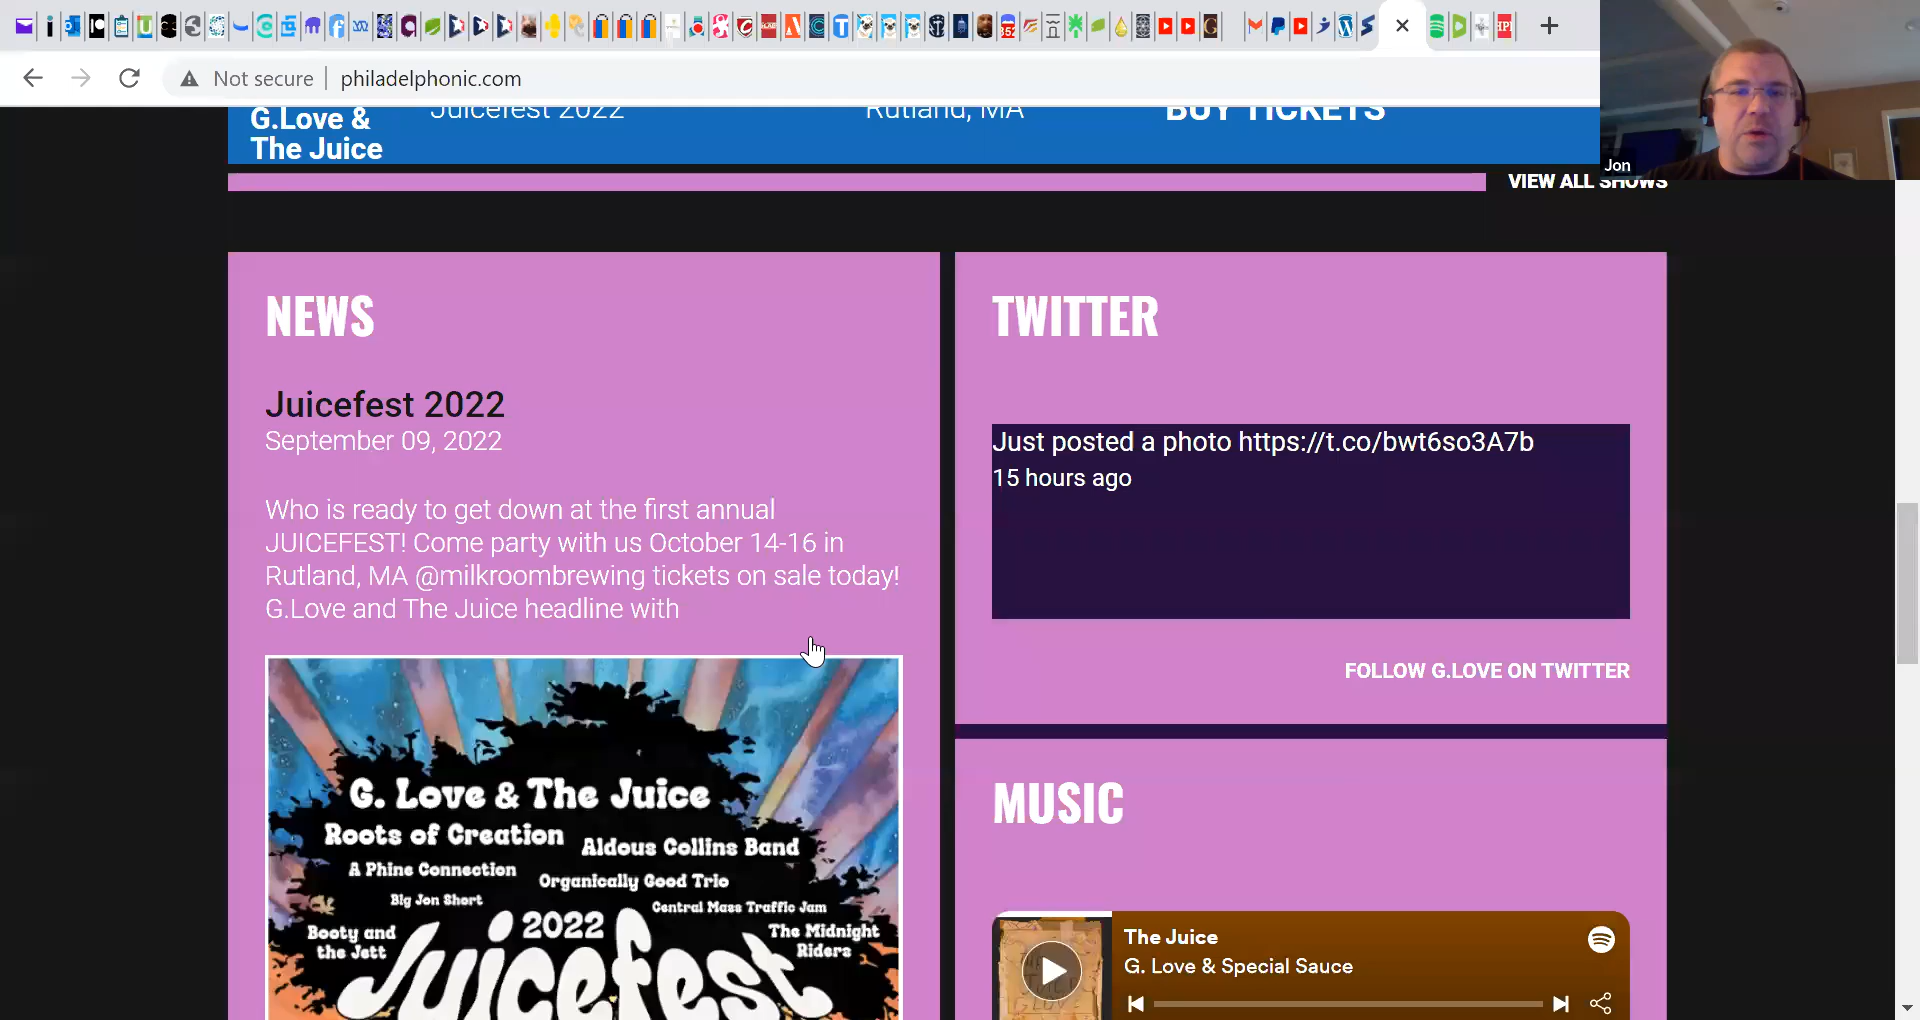 Not secure
philadelphonic.com
G.Love &
The Juice
Juicefest 2022
Rutland, MA
BUY TICKETS
Jon
VIEW ALL SHOWS
NEWS
Juicefest 2022
September 09, 2022
Who is ready to get down at the first annual
JUICEFEST! Come party with us October 14-16 in
Rutland, MA @milkroombrewing tickets on sale today!
G.Love and The Juice headline with
G. Love & The Juice
Roots of Creation
Aldous Collins Band
A Phine Connection
Organically Good Trio
Big Jon Short
Central Mass Traffic Jam
Booty and
the Jett
2022
The Midnight
Riders
Juicefest
TWITTER
Just posted a photo https://t.co/bwt6so3A7b
15 hours ago
FOLLOW G.LOVE ON TWITTER
MUSIC
The Juice
G. Love & Special Sauce